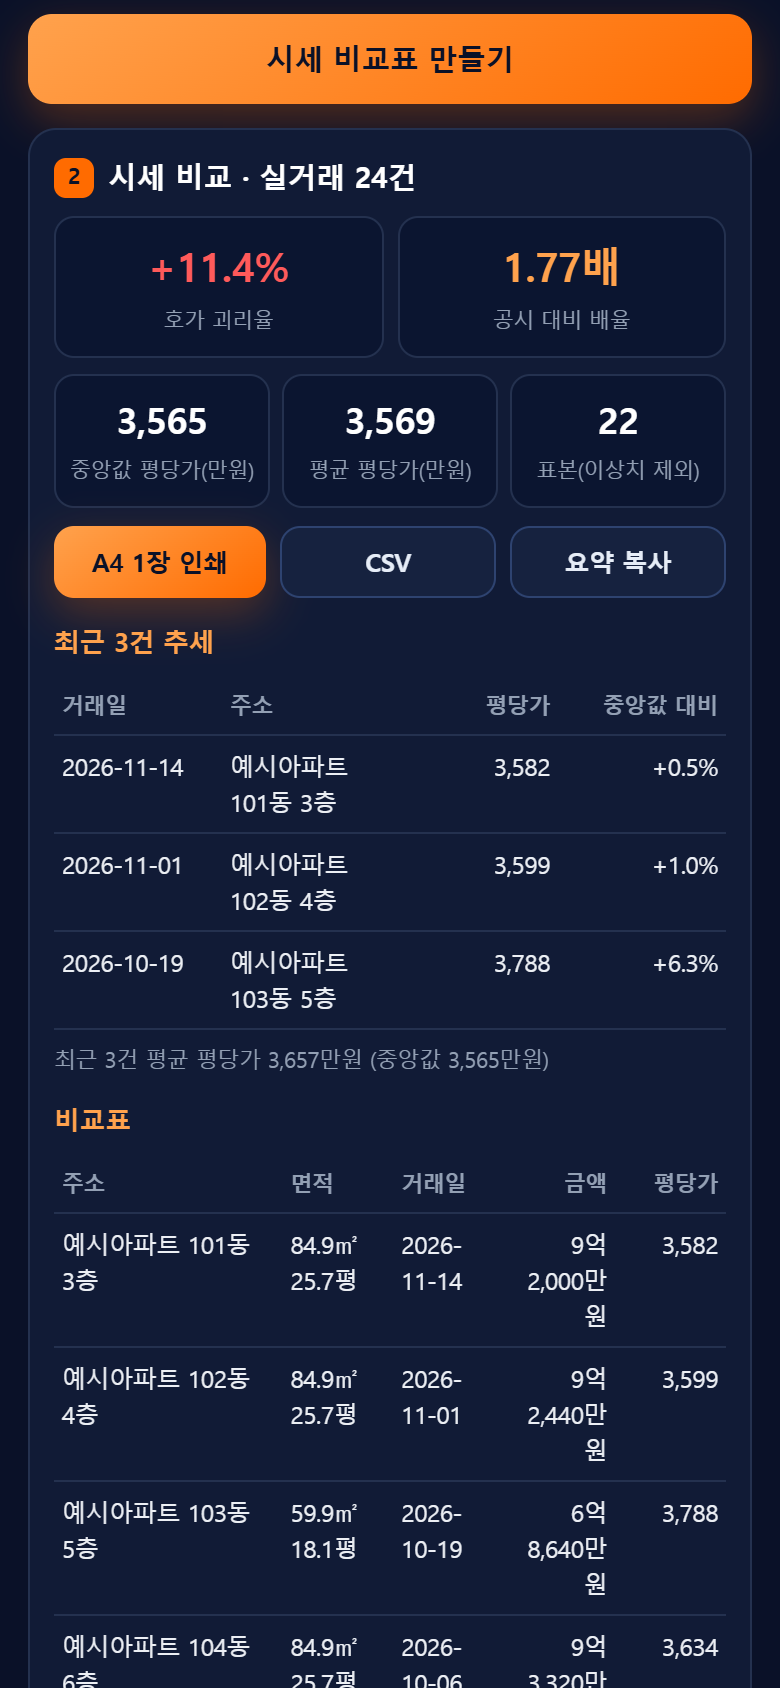 시세 비교표 만들기
2 시세 비교 · 실거래 24건
+11.4% 1.77배
호가 괴리율 공시 대비 배율
3,565 3,569 22
중앙값 평당가(만원) 평균 평당가(만원) 표본(이상치 제외)
A4 1장 인쇄 CSV 요약 복사
최근 3건 추세
거래일 주소 평당가 중앙값 대비
2026-11-14 예시아파트 3,582 +0.5%
101동 3층
2026-11-01 예시아파트 3,599 +1.0%
102동 4층
2026-10-19 예시아파트 3,788 +6.3%
103동 5층
최근 3건 평균 평당가 3,657만원 (중앙값 3,565만원)
비교표
주소 면적 거래일 금액 평당가
예시아파트 101동 84.9㎡ 2026- 9억 3,582
3층 25.7평 11-14 2,000만
원
예시아파트 102동 84.9㎡ 2026- 9억 3,599
4층 25.7평 11-01 2,440만
원
예시아파트 103동 59.9㎡ 2026- 6억 3,788
5층 18.1평 10-19 8,640만
원
예시아파트 104동 84.9㎡ 2026- 9억 3,634
6층 25.7평 10-06 3,320만